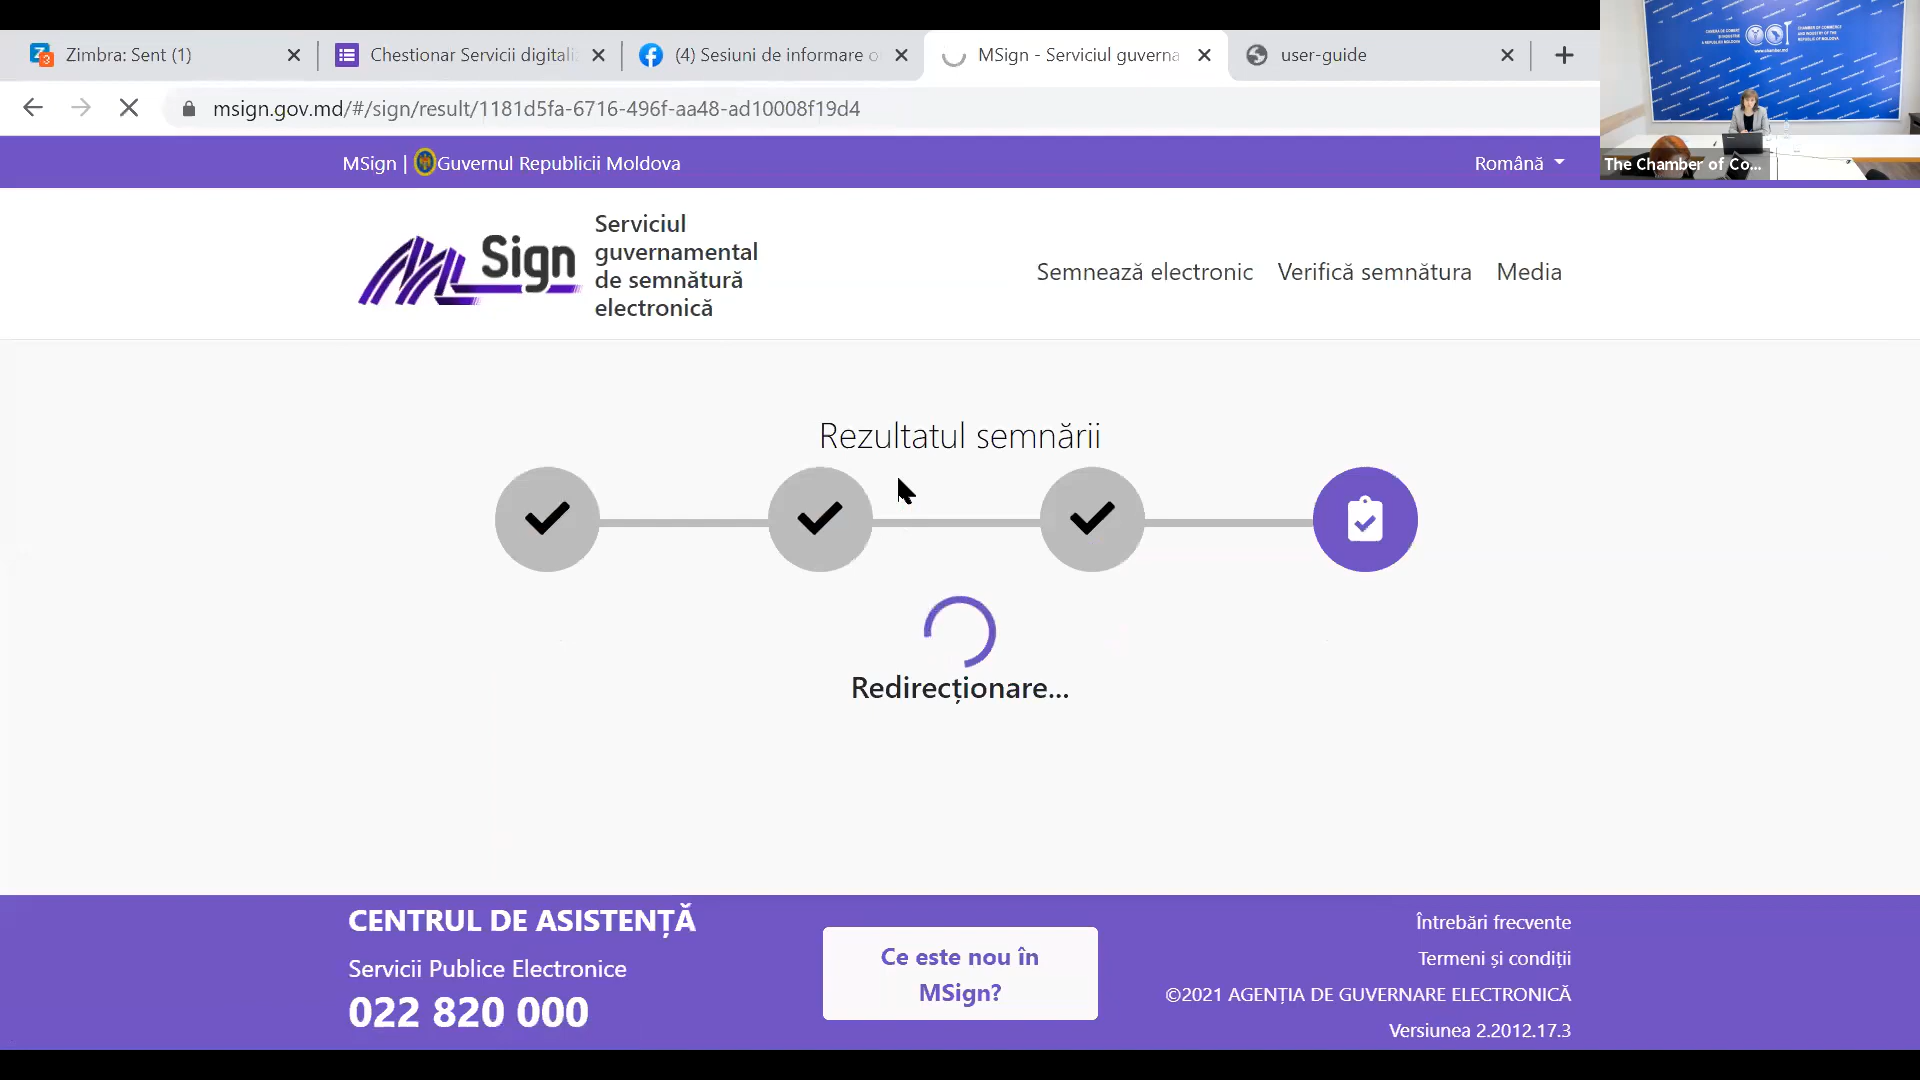 Zimbra: Sent (1)
Chestionar Servicii digitali
(4) Sesiuni de informare o
MSign - Serviciul guverna
user-guide
msign.gov.md/#/sign/result/1181d5fa-6716-496f-aa48-ad10008f19d4
MSign | Guvernul Republicii Moldova
Română
The Chamber of Co...
Sign
Serviciul
guvernamental
de semnătură
electronică
Semnează electronic
Verifică semnătura
Media
Rezultatul semnării
Redirecționare...
CENTRUL DE ASISTENȚĂ
Servicii Publice Electronice
022 820 000
Ce este nou în
MSign?
Întrebări frecvente
Termeni și condiții
©2021 AGENȚIA DE GUVERNARE ELECTRONICĂ
Versiunea 2.2012.17.3